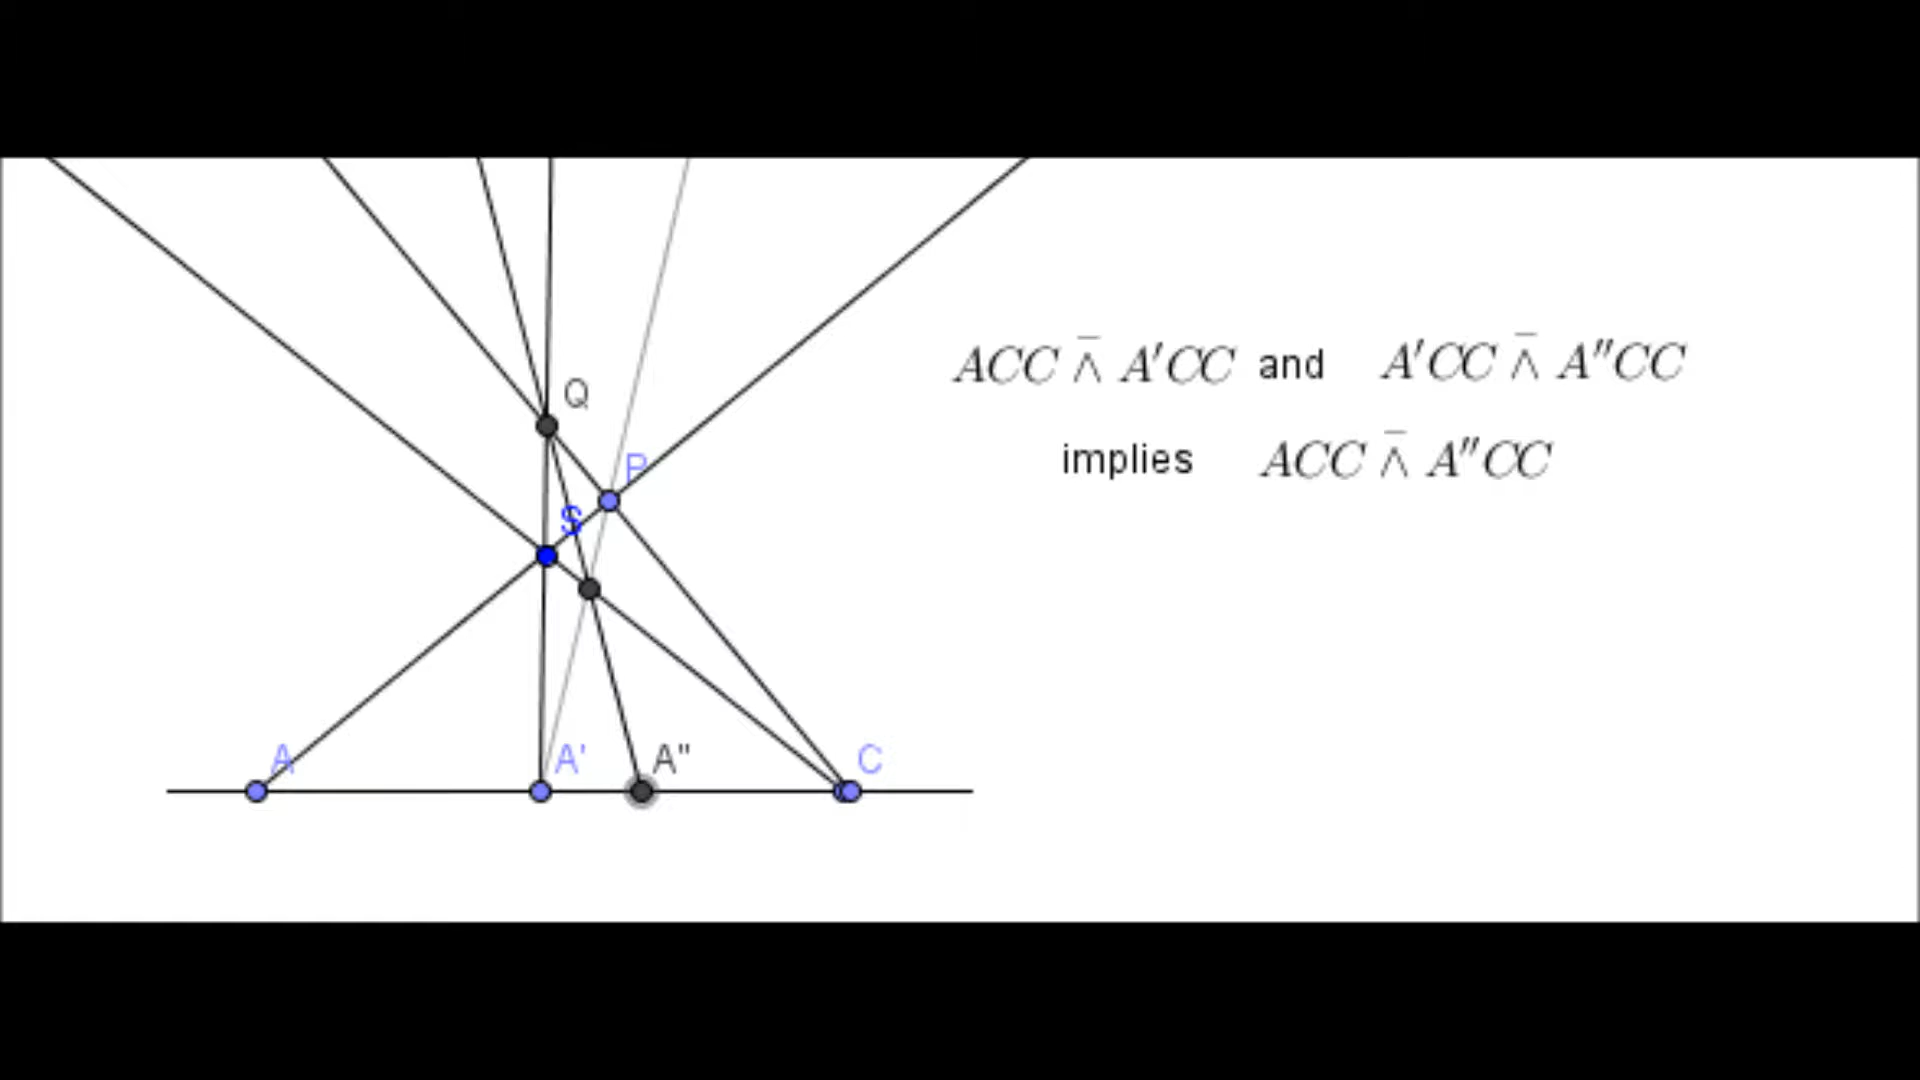 Q
P
S
A A' A" C
ACC ⊼ A′CC and A′CC ⊼ A″CC
implies ACC ⊼ A″CC